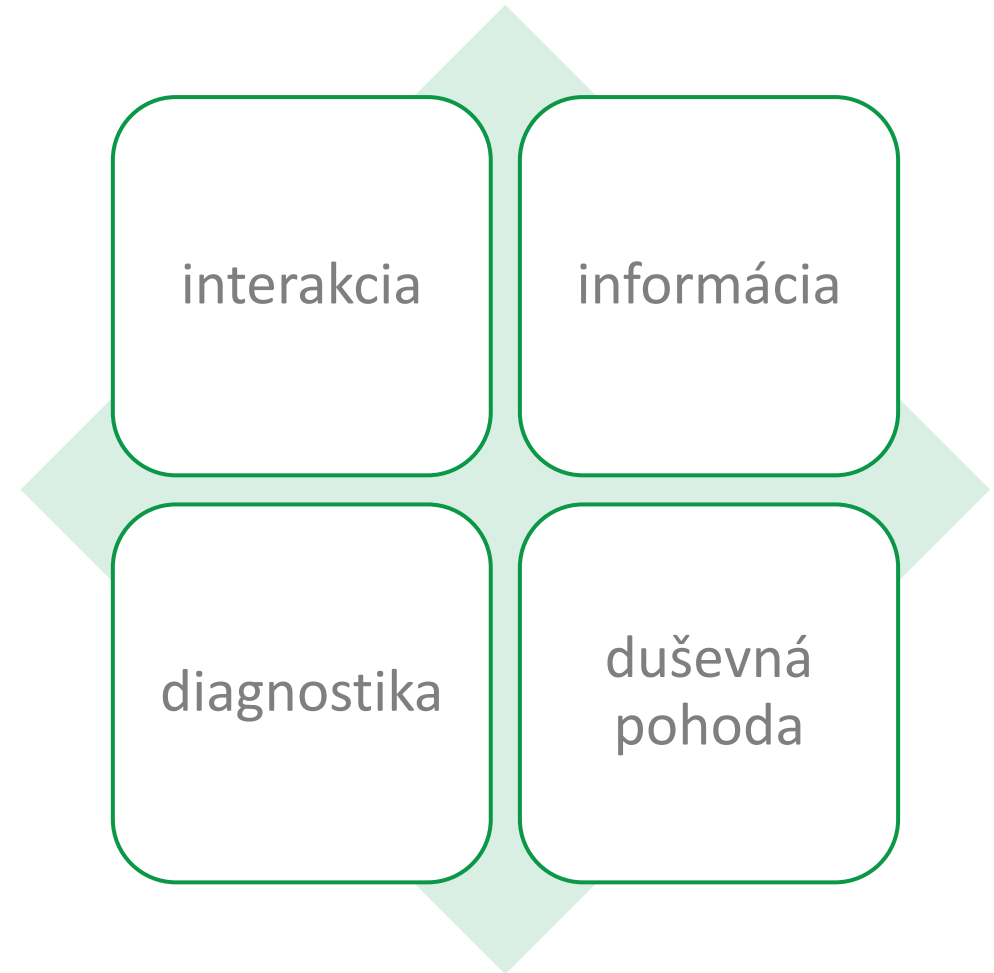 interakcia
informácia
diagnostika
duševná
pohoda